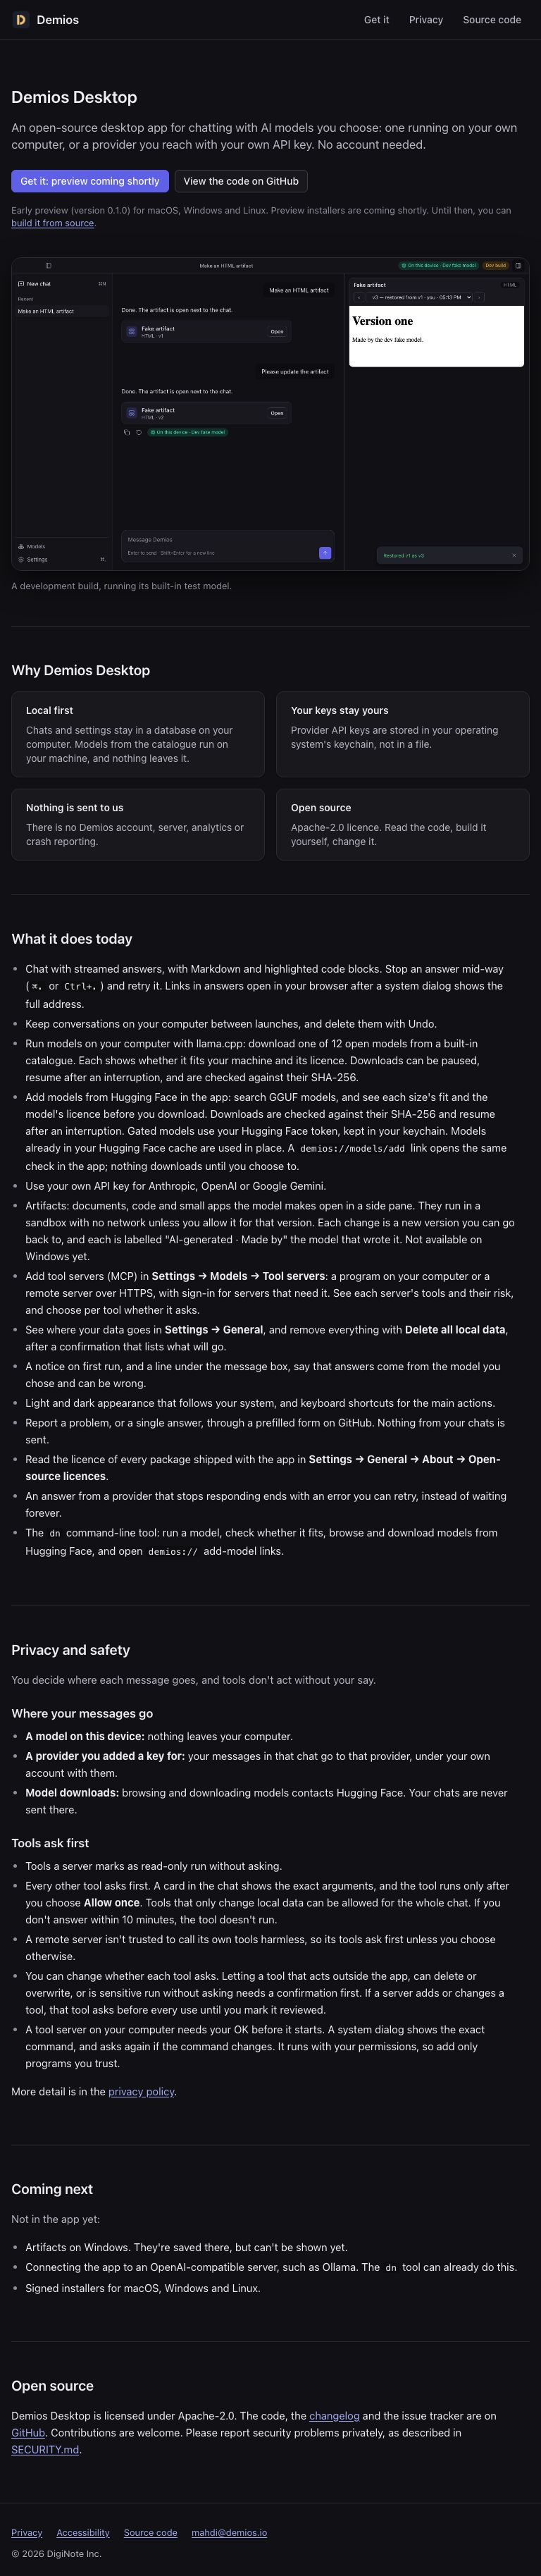 Demios
Get it
Privacy
Source code
Demios Desktop
An open-source desktop app for chatting with AI models you choose: one running on your own
computer, or a provider you reach with your own API key. No account needed.
Get it: preview coming shortly
View the code on GitHub
Early preview (version 0.1.0) for macOS, Windows and Linux. Preview installers are coming shortly. Until then, you can
build it from source.
Make an HTML artifact
On this device · Dev fake model
Dev build
New chat
⌘N
Recent
Make an HTML artifact
Make an HTML artifact
Done. The artifact is open next to the chat.
Fake artifact
HTML · v1
Open
Please update the artifact
Done. The artifact is open next to the chat.
Fake artifact
HTML · v2
Open
On this device · Dev fake model
Fake artifact
HTML
v3 — restored from v1 · you · 05:13 PM
Version one
Made by the dev fake model.
Models
Settings
Message Demios
Enter to send · Shift+Enter for a new line
Restored v1 as v3
A development build, running its built-in test model.
Why Demios Desktop
Local first
Chats and settings stay in a database on your
computer. Models from the catalogue run on
your machine, and nothing leaves it.
Your keys stay yours
Provider API keys are stored in your operating
system's keychain, not in a file.
Nothing is sent to us
There is no Demios account, server, analytics or
crash reporting.
Open source
Apache-2.0 licence. Read the code, build it
yourself, change it.
What it does today
• Chat with streamed answers, with Markdown and highlighted code blocks. Stop an answer mid-way
(⌘. or Ctrl+.) and retry it. Links in answers open in your browser after a system dialog shows the
full address.
• Keep conversations on your computer between launches, and delete them with Undo.
• Run models on your computer with llama.cpp: download one of 12 open models from a built-in
catalogue. Each shows whether it fits your machine and its licence. Downloads can be paused,
resume after an interruption, and are checked against their SHA-256.
• Add models from Hugging Face in the app: search GGUF models, and see each size's fit and the
model's licence before you download. Downloads are checked against their SHA-256 and resume
after an interruption. Gated models use your Hugging Face token, kept in your keychain. Models
already in your Hugging Face cache are used in place. A demios://models/add link opens the same
check in the app; nothing downloads until you choose to.
• Use your own API key for Anthropic, OpenAI or Google Gemini.
• Artifacts: documents, code and small apps the model makes open in a side pane. They run in a
sandbox with no network unless you allow it for that version. Each change is a new version you can go
back to, and each is labelled "AI-generated · Made by" the model that wrote it. Not available on
Windows yet.
• Add tool servers (MCP) in Settings → Models → Tool servers: a program on your computer or a
remote server over HTTPS, with sign-in for servers that need it. See each server's tools and their risk,
and choose per tool whether it asks.
• See where your data goes in Settings → General, and remove everything with Delete all local data,
after a confirmation that lists what will go.
• A notice on first run, and a line under the message box, say that answers come from the model you
chose and can be wrong.
• Light and dark appearance that follows your system, and keyboard shortcuts for the main actions.
• Report a problem, or a single answer, through a prefilled form on GitHub. Nothing from your chats is
sent.
• Read the licence of every package shipped with the app in Settings → General → About → Open-
source licences.
• An answer from a provider that stops responding ends with an error you can retry, instead of waiting
forever.
• The dn command-line tool: run a model, check whether it fits, browse and download models from
Hugging Face, and open demios:// add-model links.
Privacy and safety
You decide where each message goes, and tools don't act without your say.
Where your messages go
• A model on this device: nothing leaves your computer.
• A provider you added a key for: your messages in that chat go to that provider, under your own
account with them.
• Model downloads: browsing and downloading models contacts Hugging Face. Your chats are never
sent there.
Tools ask first
• Tools a server marks as read-only run without asking.
• Every other tool asks first. A card in the chat shows the exact arguments, and the tool runs only after
you choose Allow once. Tools that only change local data can be allowed for the whole chat. If you
don't answer within 10 minutes, the tool doesn't run.
• A remote server isn't trusted to call its own tools harmless, so its tools ask first unless you choose
otherwise.
• You can change whether each tool asks. Letting a tool that acts outside the app, can delete or
overwrite, or is sensitive run without asking needs a confirmation first. If a server adds or changes a
tool, that tool asks before every use until you mark it reviewed.
• A tool server on your computer needs your OK before it starts. A system dialog shows the exact
command, and asks again if the command changes. It runs with your permissions, so add only
programs you trust.
More detail is in the privacy policy.
Coming next
Not in the app yet:
• Artifacts on Windows. They're saved there, but can't be shown yet.
• Connecting the app to an OpenAI-compatible server, such as Ollama. The dn tool can already do this.
• Signed installers for macOS, Windows and Linux.
Open source
Demios Desktop is licensed under Apache-2.0. The code, the changelog and the issue tracker are on
GitHub. Contributions are welcome. Please report security problems privately, as described in
SECURITY.md.
Privacy
Accessibility
Source code
mahdi@demios.io
© 2026 DigiNote Inc.